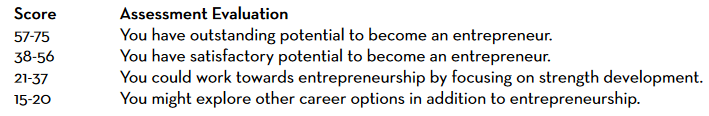 Score Assessment Evaluation
57-75 You have outstanding potential to become an entrepreneur.
38-56 You have satisfactory potential to become an entrepreneur.
21-37 You could work towards entrepreneurship by focusing on strength development.
15-20 You might explore other career options in addition to entrepreneurship.